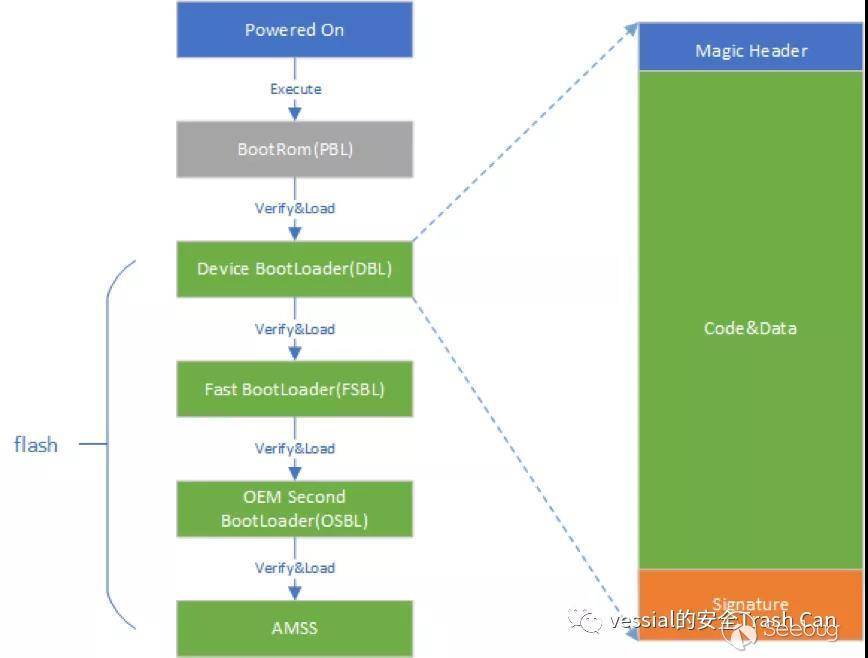 Powered On
Execute
BootRom(PBL)
Verify&Load
Device BootLoader(DBL)
Verify&Load
Fast BootLoader(FSBL)
Verify&Load
OEM Second
BootLoader(OSBL)
Verify&Load
AMSS
flash
Magic Header
Code&Data
Signature
vessial的安全Trash Can
Seebug